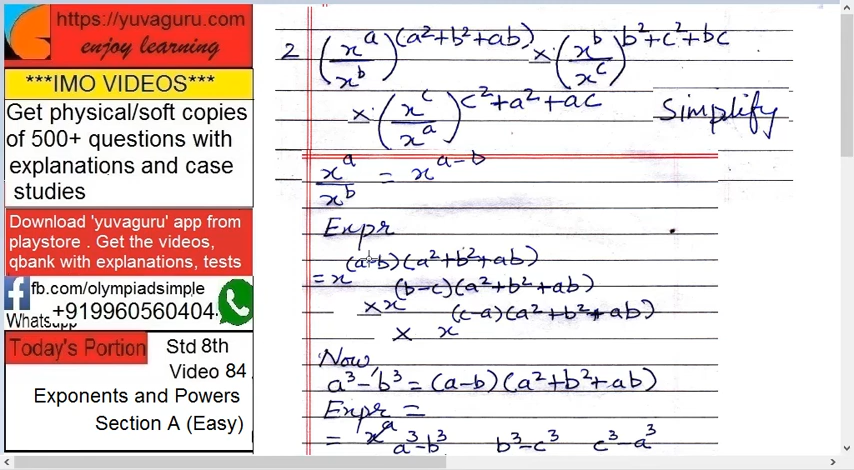 https://yuvaguru.com
enjoy learning
***IMO VIDEOS***
Get physical/soft copies
of 500+ questions with
explanations and case
studies
Download 'yuvaguru' app from
playstore . Get the videos,
qbank with explanations, tests
fb.com/olympiadsimple
Whatsupp +919960560404
Today's Portion Std 8th
Video 84
Exponents and Powers
Section A (Easy)
2 (x^a/x^b)^(a²+b²+ab) × (x^b/x^c)^b²+c²+bc
× (x^c/x^a)^c²+a²+ac Simplify
x^a/x^b = x^a-b
Expr
= x^(a-b)(a²+b²+ab)
× x^(b-c)(a²+b²+ab)
× x^(c-a)(a²+b²+ab)
Now,
a³-b³ = (a-b)(a²+b²+ab)
Expr =
= x^a a³-b³ b³-c³ c³-a³